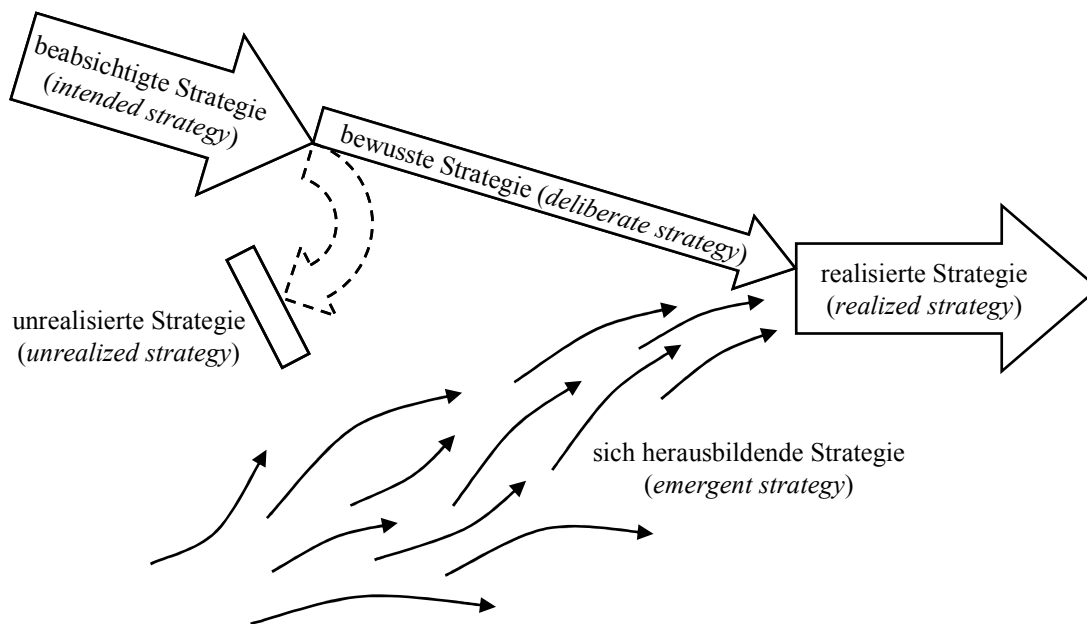 beabsichtigte Strategie
(intended strategy)
bewusste Strategie (deliberate strategy)
realisierte Strategie
(realized strategy)
unrealisierte Strategie
(unrealized strategy)
sich herausbildende Strategie
(emergent strategy)